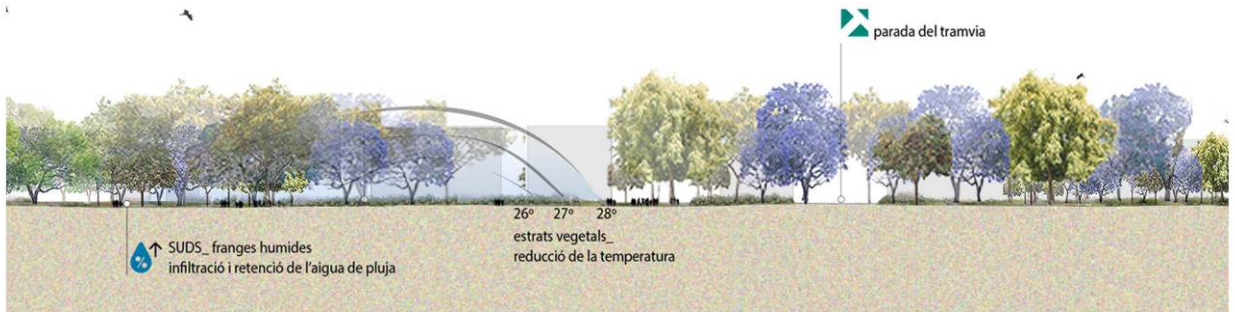 parada del tramvia
26º 27º 28º
estrats vegetals_
reducció de la temperatura
SUDS_ franges humides
infiltració i retenció de l'aigua de pluja
%